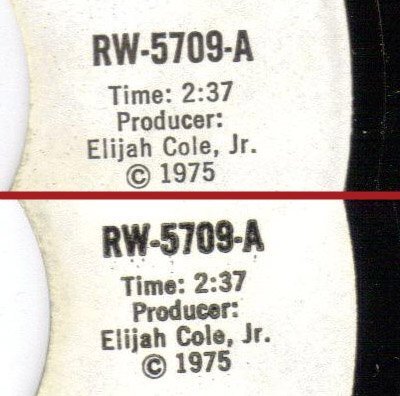 RW-5709-A
Time: 2:37
Producer:
Elijah Cole, Jr.
© 1975
RW-5709-A
Time: 2:37
Producer:
Elijah Cole, Jr.
© 1975